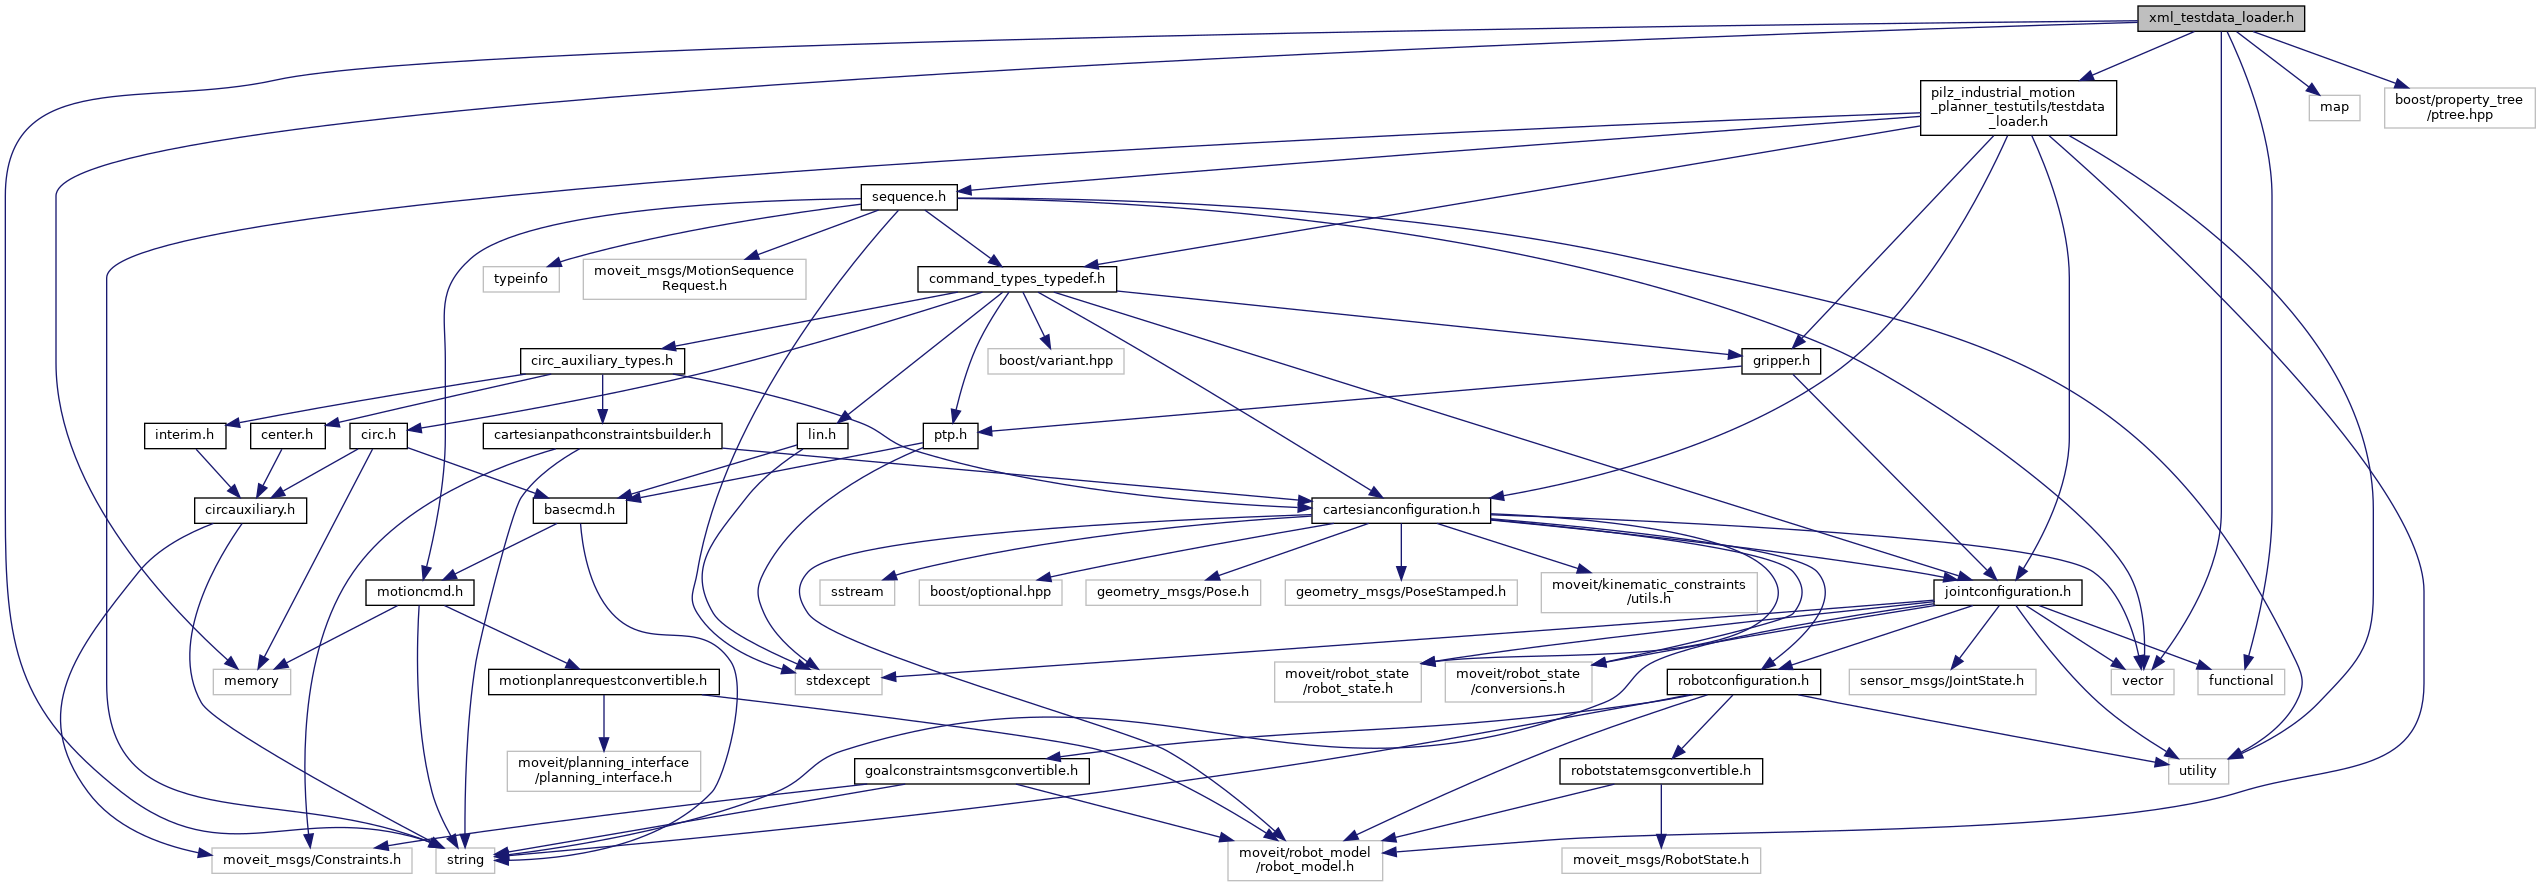 xml_testdata_loader.h
pilz_industrial_motion
_planner_testutils/testdata
_loader.h
map
boost/property_tree
/ptree.hpp
sequence.h
typeinfo
moveit_msgs/MotionSequence
Request.h
command_types_typedef.h
circ_auxiliary_types.h
boost/variant.hpp
gripper.h
interim.h
center.h
circ.h
cartesianpathconstraintsbuilder.h
lin.h
ptp.h
circauxiliary.h
basecmd.h
cartesianconfiguration.h
motioncmd.h
sstream
boost/optional.hpp
geometry_msgs/Pose.h
geometry_msgs/PoseStamped.h
moveit/kinematic_constraints
/utils.h
jointconfiguration.h
memory
motionplanrequestconvertible.h
stdexcept
moveit/robot_state
/robot_state.h
moveit/robot_state
/conversions.h
robotconfiguration.h
sensor_msgs/JointState.h
vector
functional
moveit/planning_interface
/planning_interface.h
goalconstraintsmsgconvertible.h
robotstatemsgconvertible.h
utility
moveit_msgs/Constraints.h
string
moveit/robot_model
/robot_model.h
moveit_msgs/RobotState.h